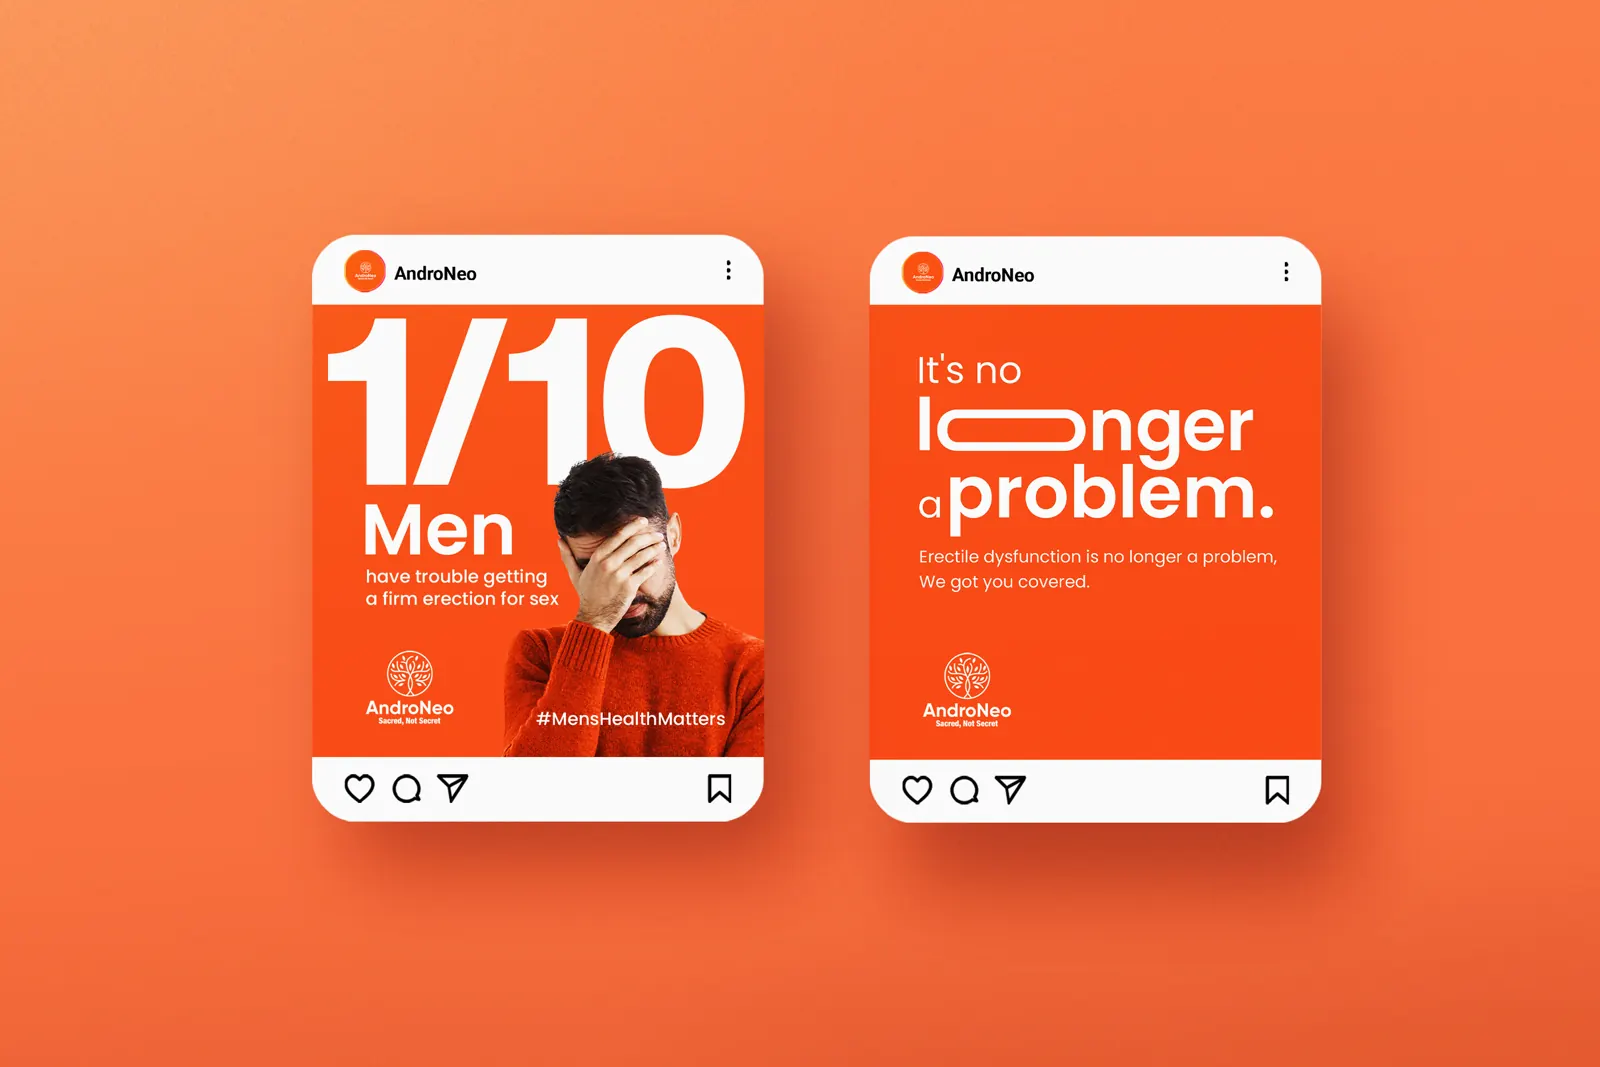 AndroNeo
1/10
Men
have trouble getting
a firm erection for sex
AndroNeo
Sacred, Not Secret
#MensHealthMatters
AndroNeo
It's no
longer
a problem.
Erectile dysfunction is no longer a problem,
We got you covered.
AndroNeo
Sacred, Not Secret